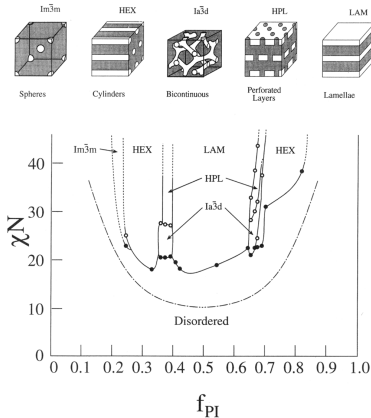 Im3̄m HEX Ia3̄d HPL LAM
Spheres Cylinders Bicontinuous Perforated Layers Lamellae
Im3̄m HEX LAM HEX
HPL
Ia3̄d
Disordered
40
30
20
10
0
χN
0 0.1 0.2 0.3 0.4 0.5 0.6 0.7 0.8 0.9 1.0
f_PI